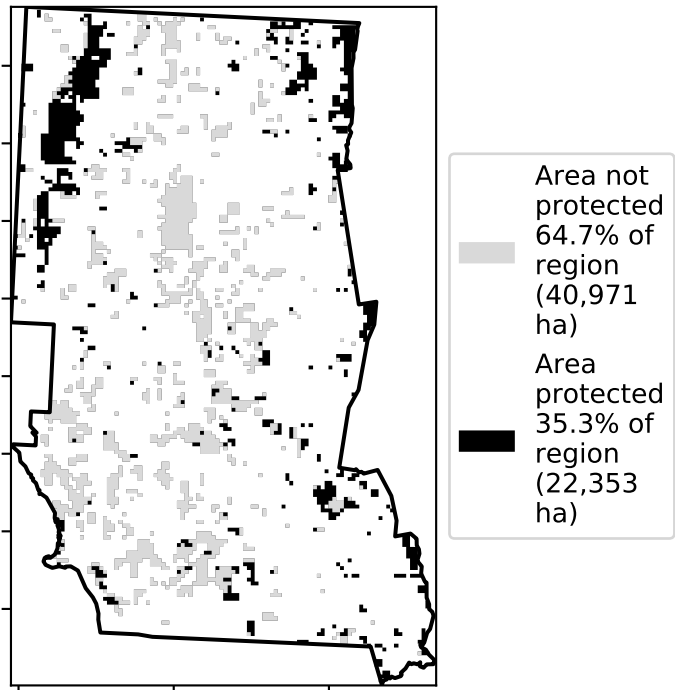 Area not
protected
64.7% of
region
(40,971
ha)
Area
protected
35.3% of
region
(22,353
ha)